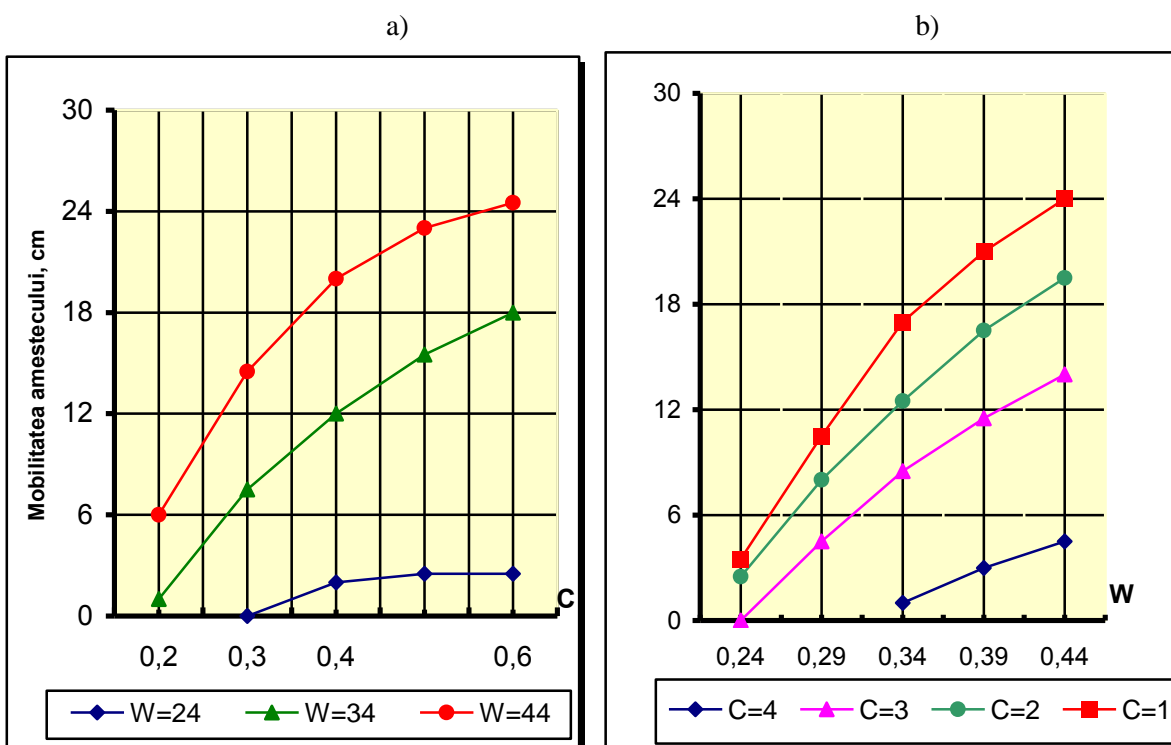 a)
30
24
18
12
6
0
Mobilitatea amestecului, cm
C
0,2 0,3 0,4 0,6
W=24 W=34 W=44
b)
30
24
18
12
6
0
W
0,24 0,29 0,34 0,39 0,44
C=4 C=3 C=2 C=1